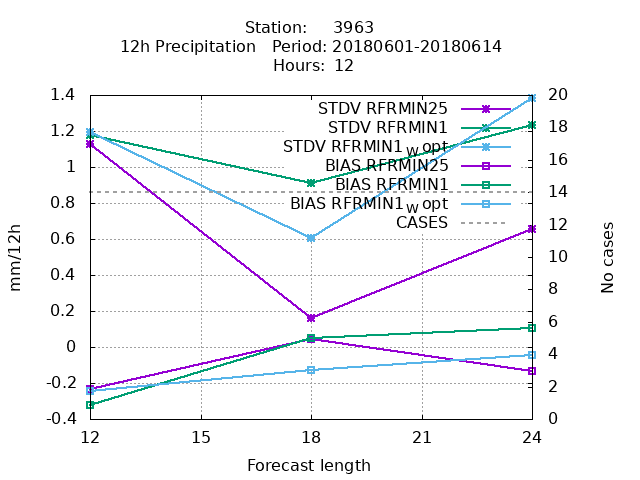 Station: 3963
12h Precipitation Period: 20180601-20180614
Hours: 12
1.4
1.2
1
0.8
0.6
0.4
0.2
0
-0.2
-0.4
mm/12h
STDV RFRMIN25
STDV RFRMIN1
STDV RFRMIN1_W opt
BIAS RFRMIN25
BIAS RFRMIN1
BIAS RFRMIN1_W opt
CASES
20
18
16
14
12
10
8
6
4
2
0
No cases
12 15 18 21 24
Forecast length